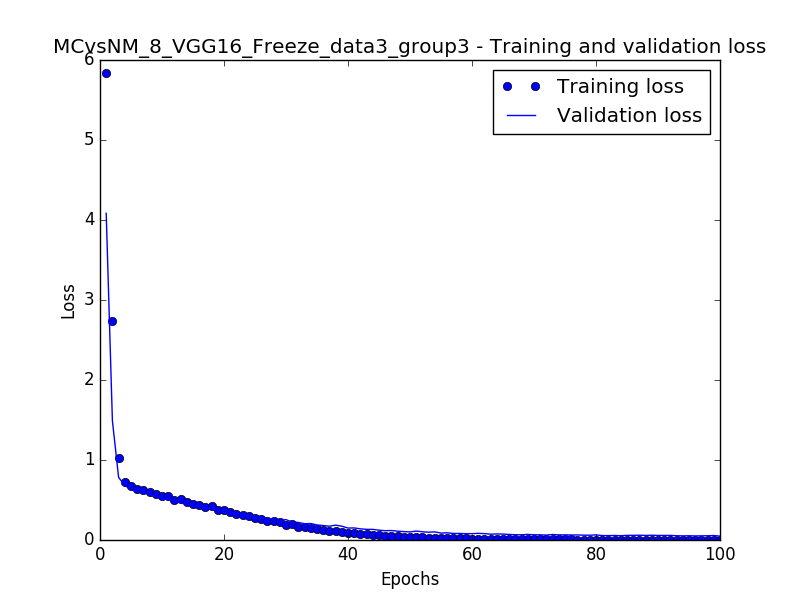 MCvsNM_8_VGG16_Freeze_data3_group3 - Training and validation loss
6
Training loss
Validation loss
5
4
3
2
1
0
Loss
0 20 40 60 80 100
Epochs